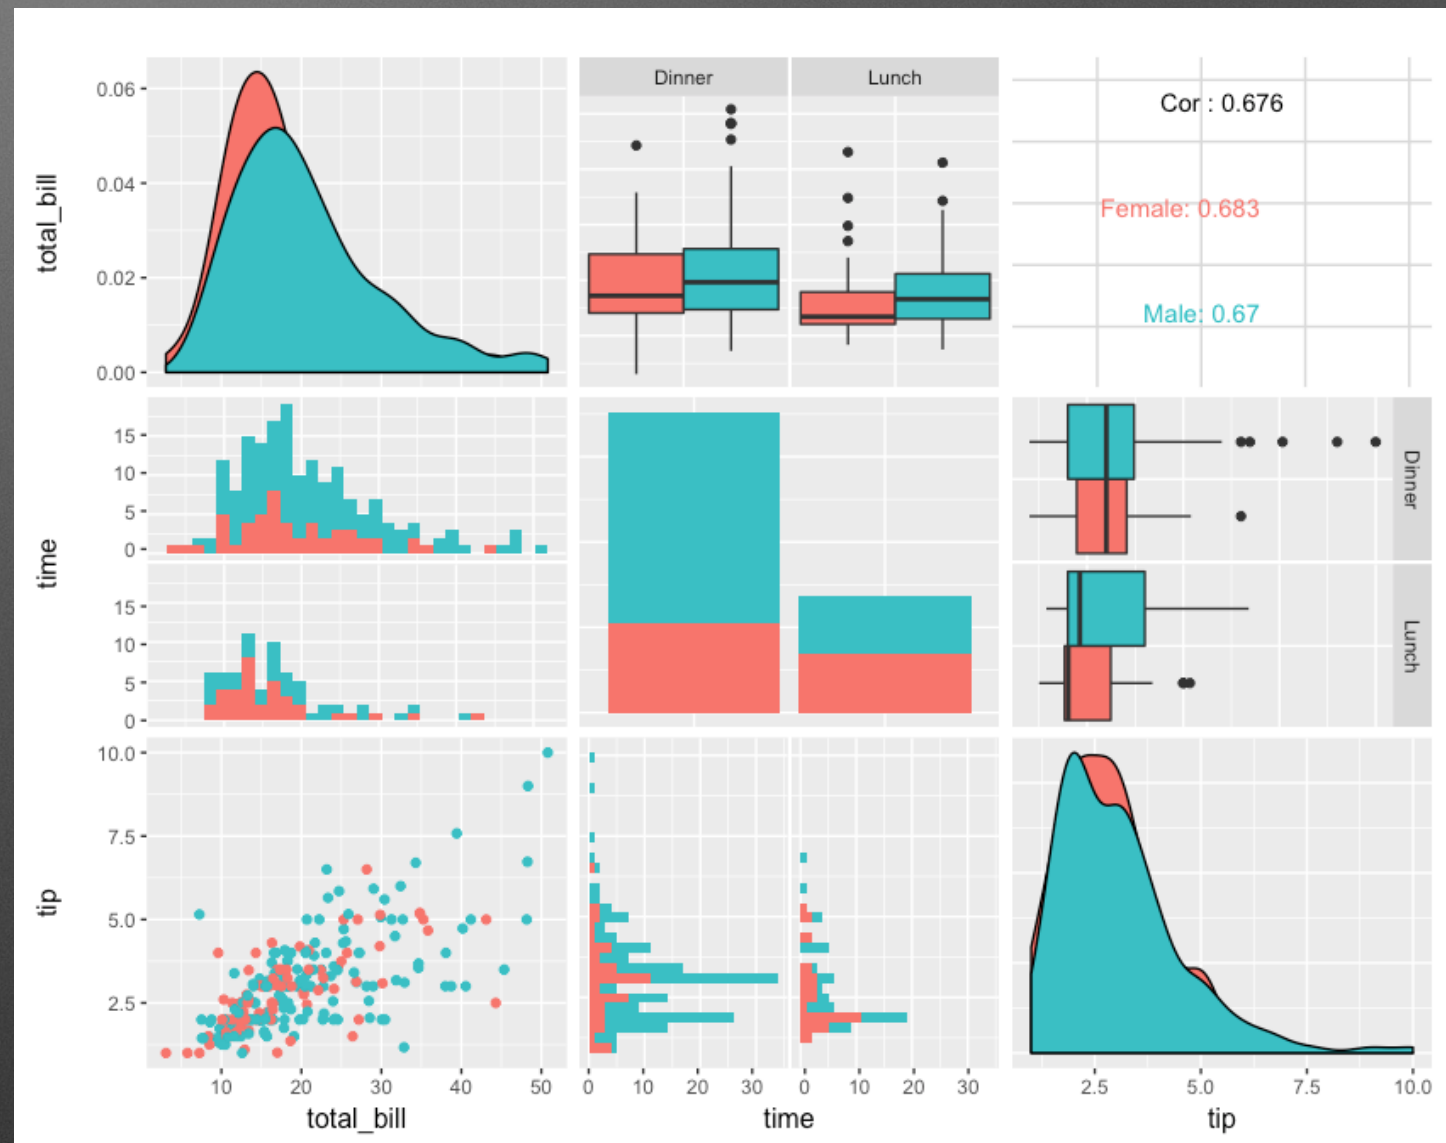 Dinner
Lunch
Cor : 0.676
Female: 0.683
Male: 0.67
total_bill
0.06
0.04
0.02
0.00
time
15
10
5
0
15
10
5
0
Dinner
Lunch
tip
10.0
7.5
5.0
2.5
10 20 30 40 50
0 10 20 30 0 10 20 30
2.5 5.0 7.5 10.0
total_bill
time
tip